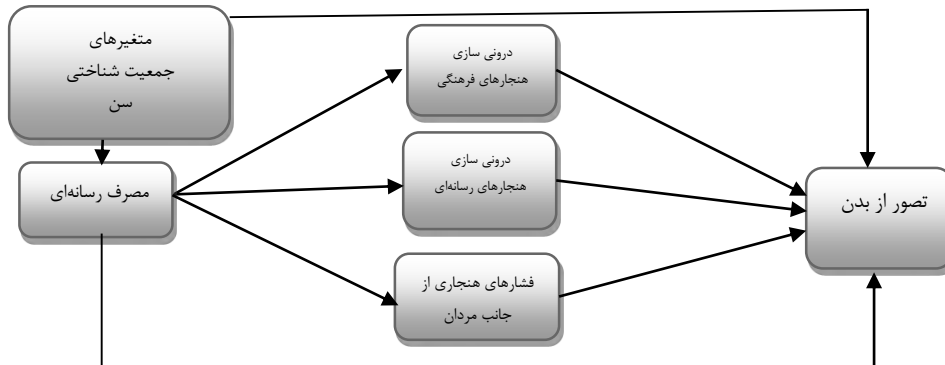 متغیرهای
جمعیت شناختی
سن
مصرف رسانه‌ای
درونی سازی
هنجارهای فرهنگی
درونی سازی
هنجارهای رسانه‌ای
فشارهای هنجاری از
جانب مردان
تصور از بدن